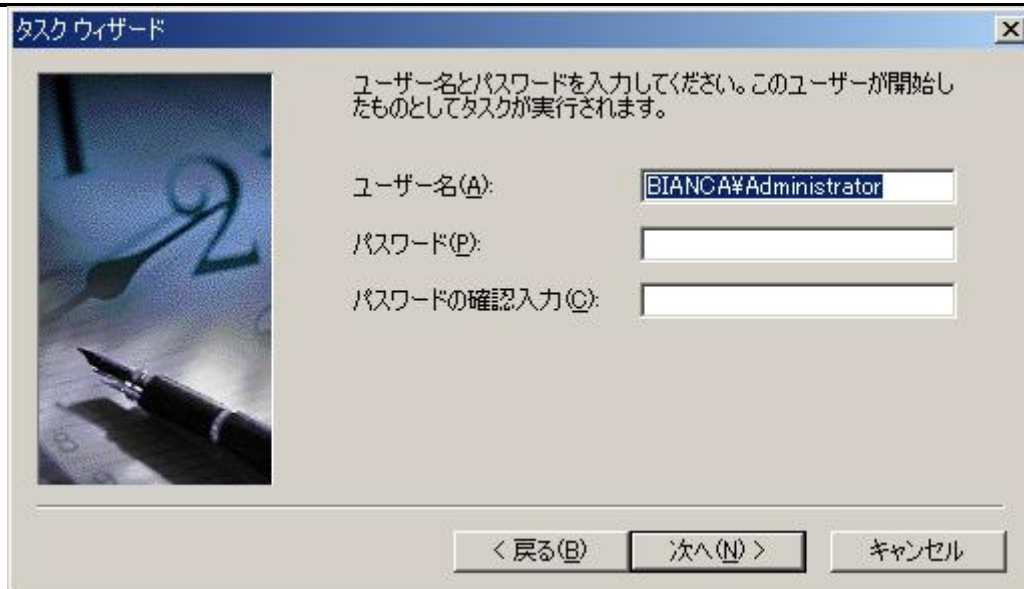 タスク ウィザード
ユーザー名とパスワードを入力してください。このユーザーが開始し
たものとしてタスクが実行されます。
ユーザー名(A):
BIANCA¥Administrator
パスワード(P):
パスワードの確認入力(C):
< 戻る(B)
次へ(N) >
キャンセル